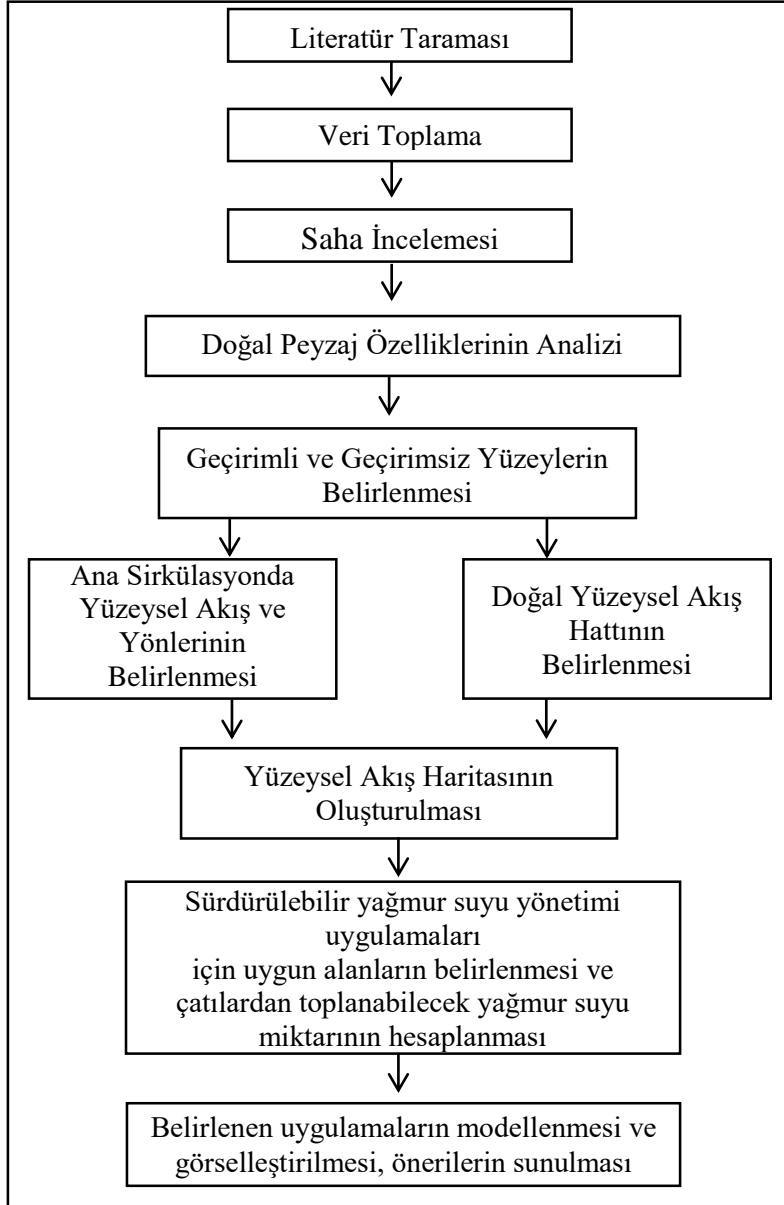 Literatür Taraması
Veri Toplama
Saha İncelemesi
Doğal Peyzaj Özelliklerinin Analizi
Geçirimli ve Geçirimsiz Yüzeylerin
Belirlenmesi
Ana Sirkülasyonda
Yüzeysel Akış ve
Yönlerinin
Belirlenmesi
Doğal Yüzeysel Akış
Hattının
Belirlenmesi
Yüzeysel Akış Haritasının
Oluşturulması
Sürdürülebilir yağmur suyu yönetimi
uygulamaları
için uygun alanların belirlenmesi ve
çatılardan toplanabilecek yağmur suyu
miktarının hesaplanması
Belirlenen uygulamaların modellenmesi ve
görselleştirilmesi, önerilerin sunulması